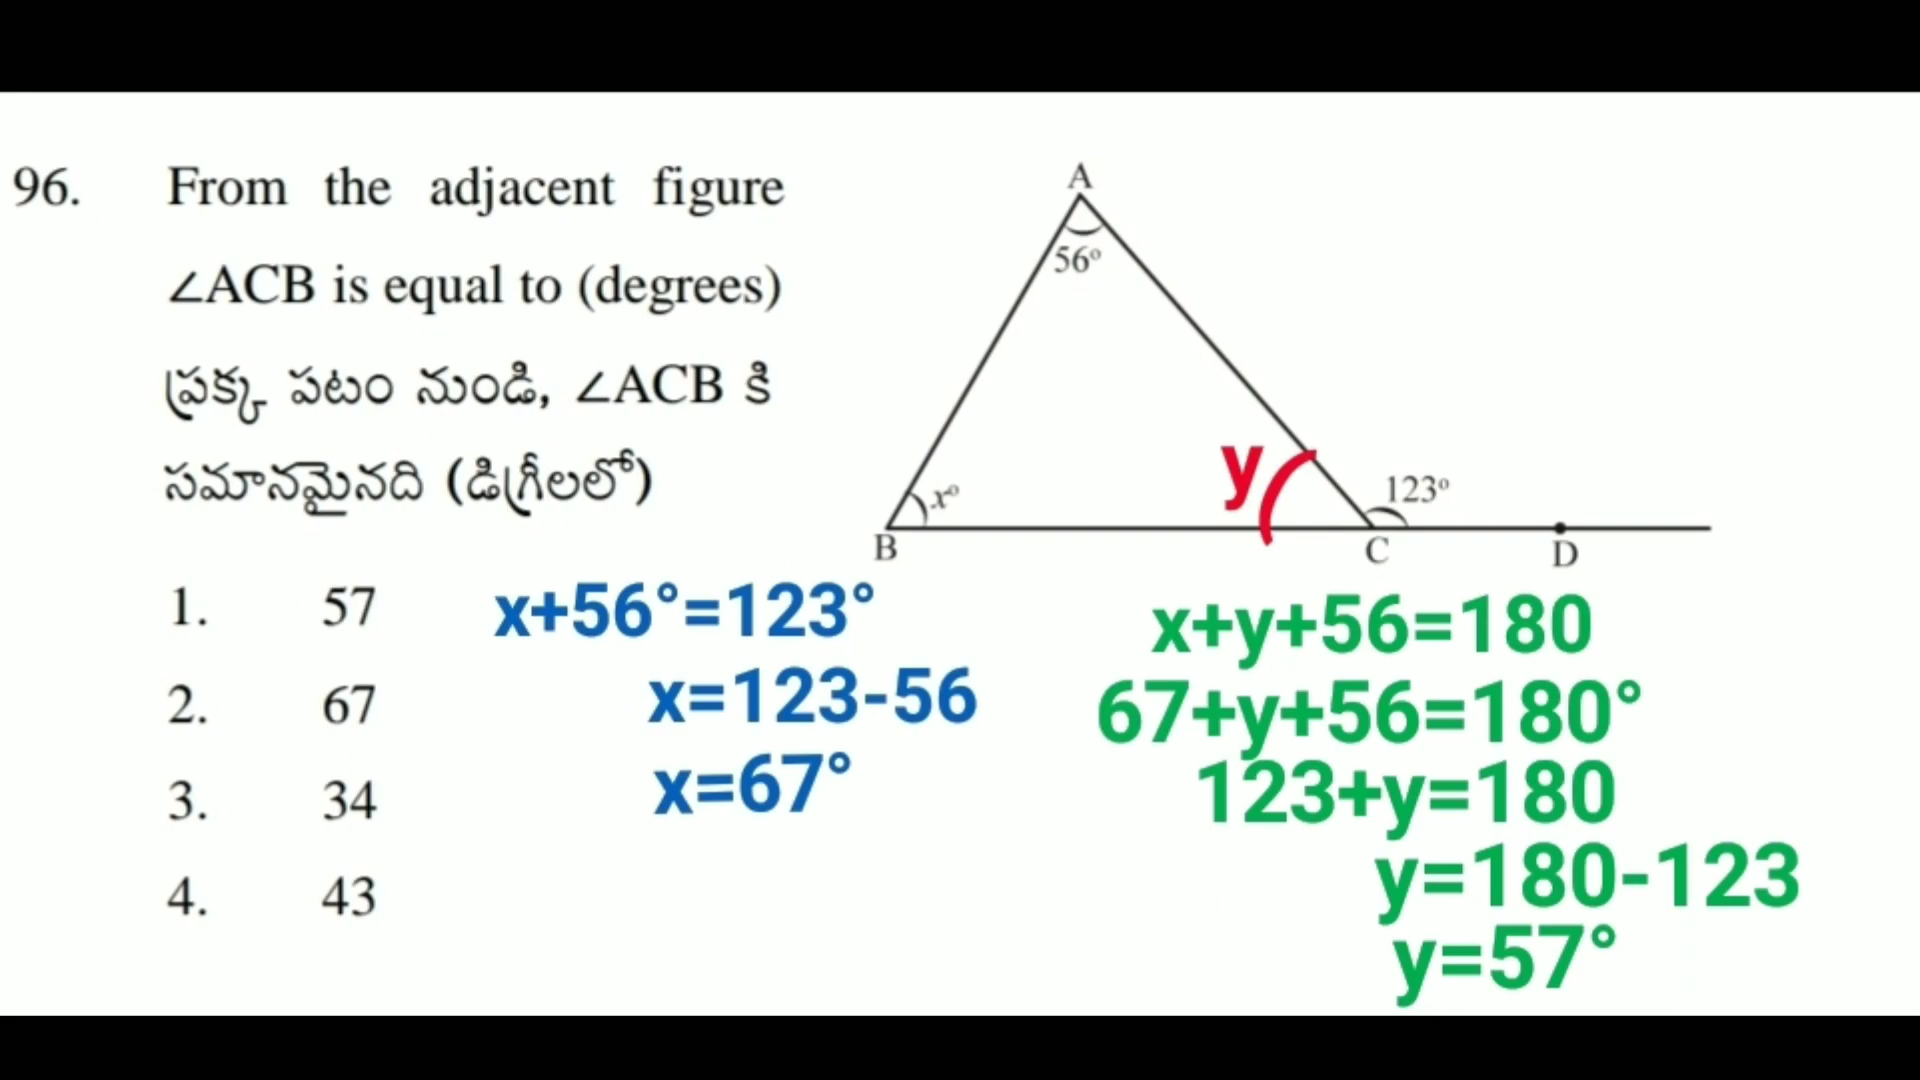 96. From the adjacent figure
∠ACB is equal to (degrees)
ప్రక్క పటం నుండి, ∠ACB కి
సమానమైనది (డిగ్రీలలో)
1. 57
2. 67
3. 34
4. 43
A
56°
x°
y
123°
B
C
D
x+56°=123°
x=123-56
x=67°
x+y+56=180
67+y+56=180°
123+y=180
y=180-123
y=57°